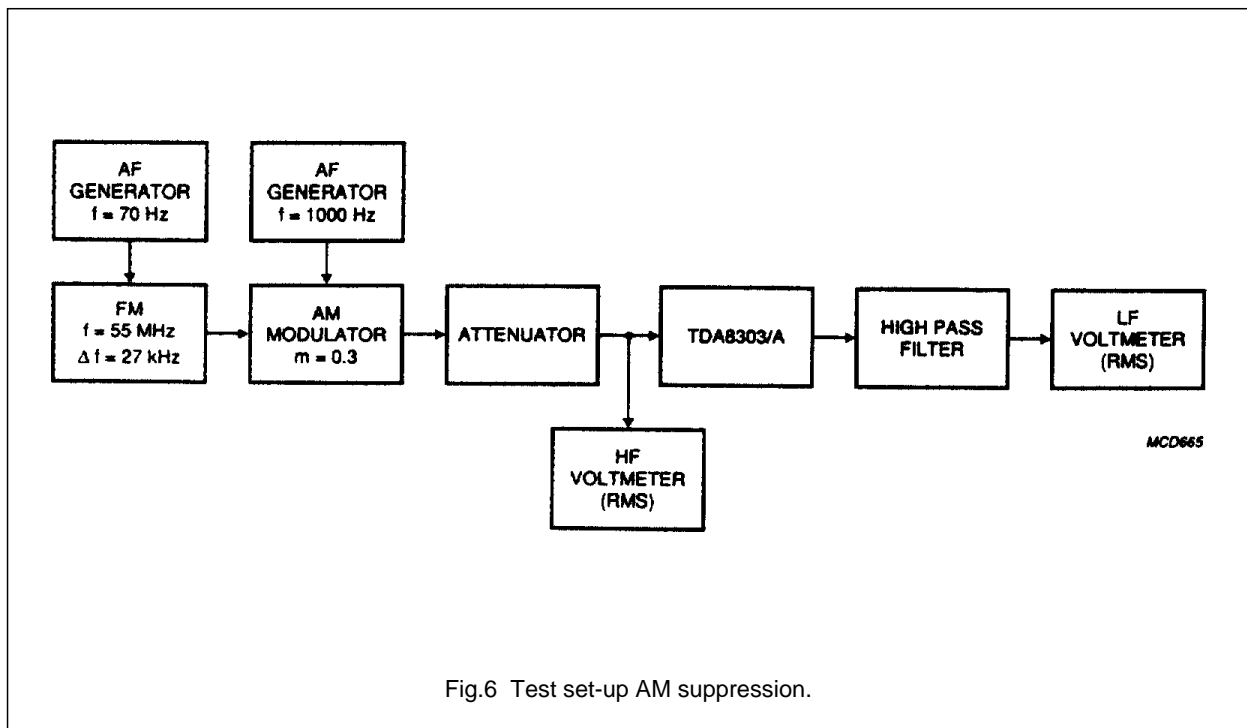 AF
GENERATOR
f = 70 Hz
AF
GENERATOR
f = 1000 Hz
FM
f = 55 MHz
Δ f = 27 kHz
AM
MODULATOR
m = 0.3
ATTENUATOR
TDA8303/A
HIGH PASS
FILTER
LF
VOLTMETER
(RMS)
HF
VOLTMETER
(RMS)
MCD665
Fig.6 Test set-up AM suppression.